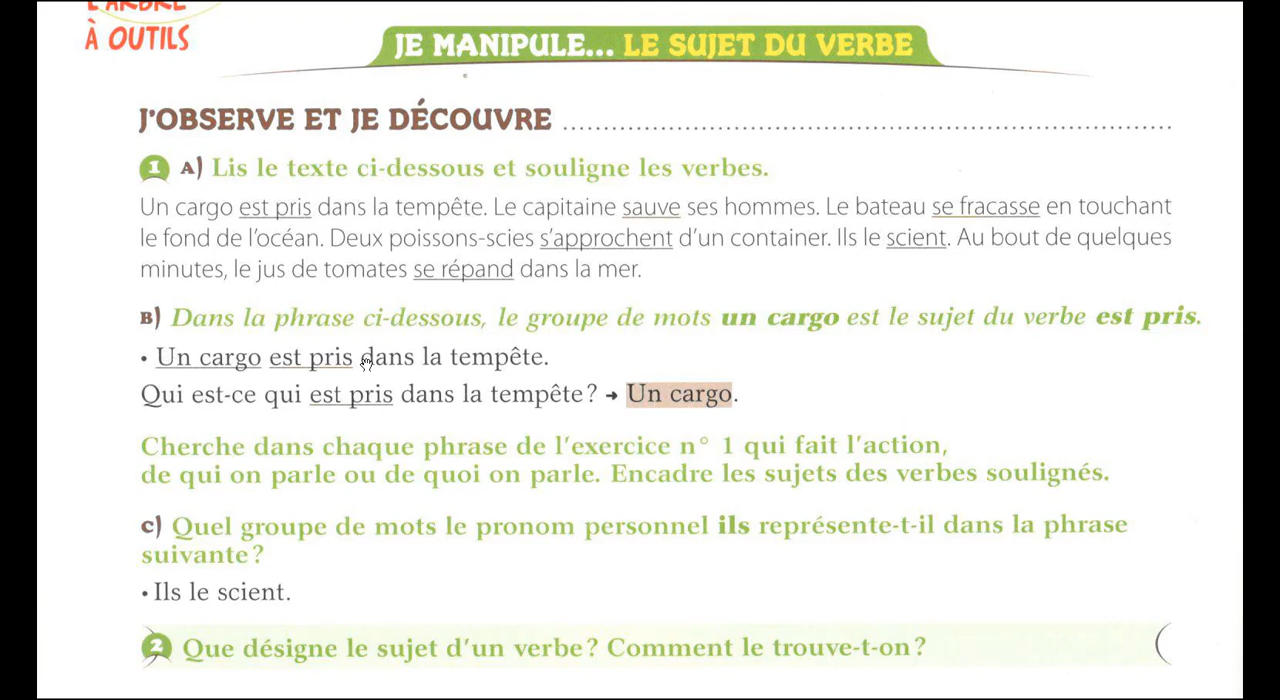 L'ARBRE
À OUTILS
JE MANIPULE... LE SUJET DU VERBE
J'OBSERVE ET JE DÉCOUVRE
1 A) Lis le texte ci-dessous et souligne les verbes.
Un cargo est pris dans la tempête. Le capitaine sauve ses hommes. Le bateau se fracasse en touchant
le fond de l'océan. Deux poissons-scies s'approchent d'un container. Ils le scient. Au bout de quelques
minutes, le jus de tomates se répand dans la mer.
B) Dans la phrase ci-dessous, le groupe de mots un cargo est le sujet du verbe est pris.
• Un cargo est pris dans la tempête.
Qui est-ce qui est pris dans la tempête ? → Un cargo.
Cherche dans chaque phrase de l'exercice n° 1 qui fait l'action,
de qui on parle ou de quoi on parle. Encadre les sujets des verbes soulignés.
C) Quel groupe de mots le pronom personnel ils représente-t-il dans la phrase
suivante ?
• Ils le scient.
2 Que désigne le sujet d'un verbe ? Comment le trouve-t-on ?